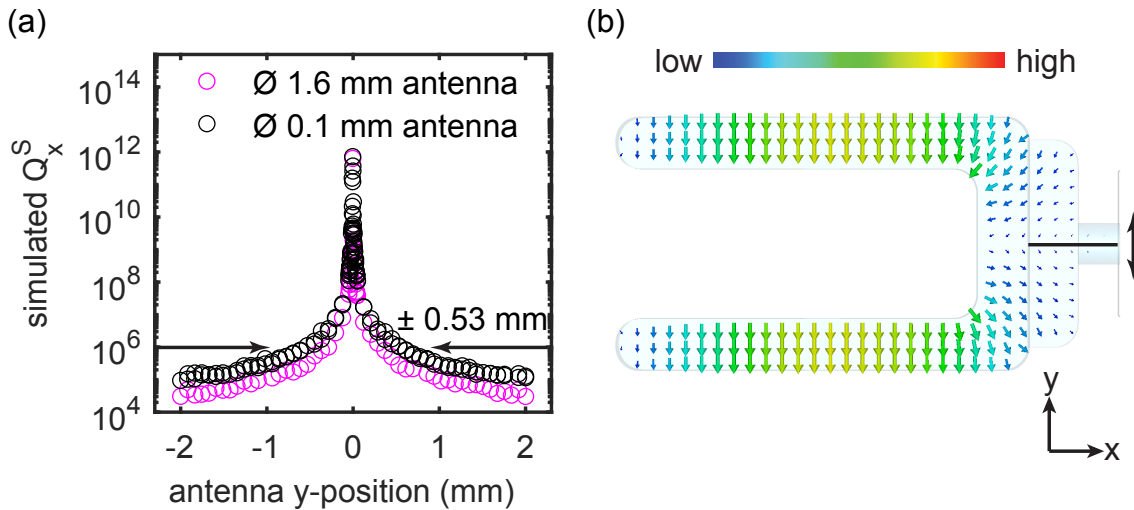 (a)
10^14
10^12
10^10
10^8
10^6
10^4
simulated Q_x^S
Ø 1.6 mm antenna
Ø 0.1 mm antenna
± 0.53 mm
-2 -1 0 1 2
antenna y-position (mm)
(b)
low high
y
x